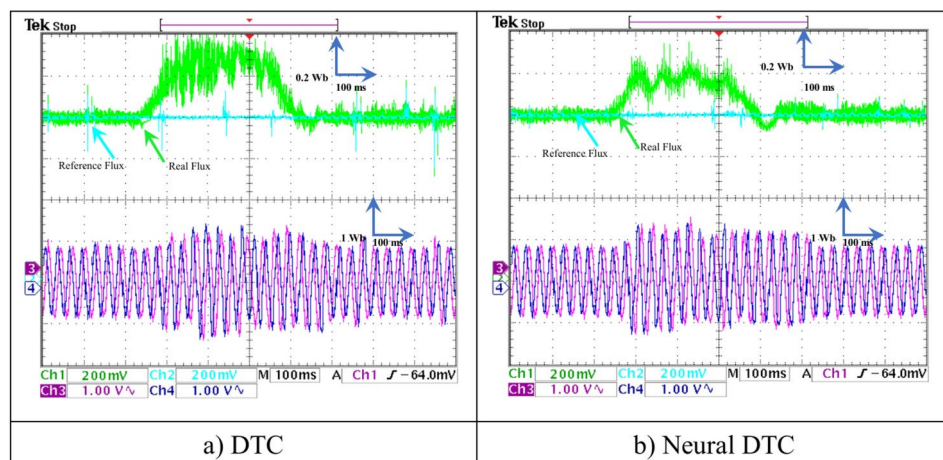 Tek Stop
0.2 Wb
100 ms
Reference Flux
Real Flux
1 Wb
100 ms
3
4
Ch1 200mV Ch2 200mV M 100ms A Ch1 ∫ -64.0mV
Ch3 1.00 V∿ Ch4 1.00 V∿
a) DTC
Tek Stop
0.2 Wb
100 ms
Reference Flux
Real Flux
1 Wb
100 ms
3
4
Ch1 200mV Ch2 200mV M 100ms A Ch1 ∫ -64.0mV
Ch3 1.00 V∿ Ch4 1.00 V∿
b) Neural DTC